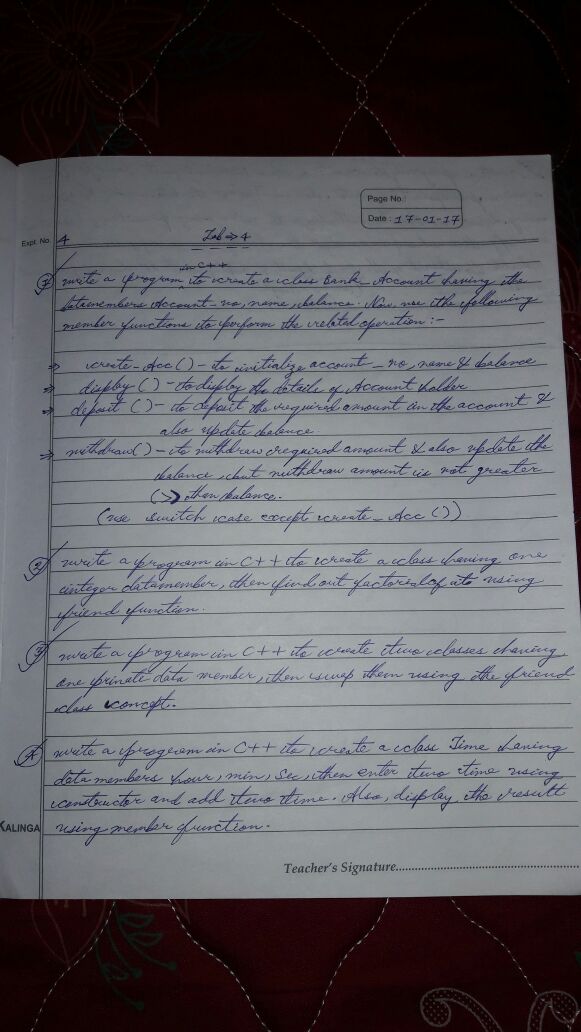 Page No.:
Date: 17-01-17
Expt. No. 4
Lab ⇒ 4
in C++
1) write a program to create a class Bank_Account having the
datamembers account_no, name, balance. Now use the following
member functions to perform the related operation:-
⇒ create_Acc() - to initialize account_no, name & balance
⇒ display() - to display the details of Account holder
⇒ deposit() - to deposit the required amount in the account &
also update balance.
⇒ withdraw() - to withdraw required amount & also update the
balance, but withdraw amount is not greater
(>) than balance.
(use switch case except create_Acc())
2) write a program in C++ to create a class having one
integer datamember, then find out factorial of it using
friend function.
3) write a program in C++ to create two classes having
one private data member, then swap them using the friend
class concept.
4) write a program in C++ to create a class Time having
data members hour, min, sec, then enter two time using
constructor and add two time. Also, display the result
using member function.
KALINGA
Teacher's Signature